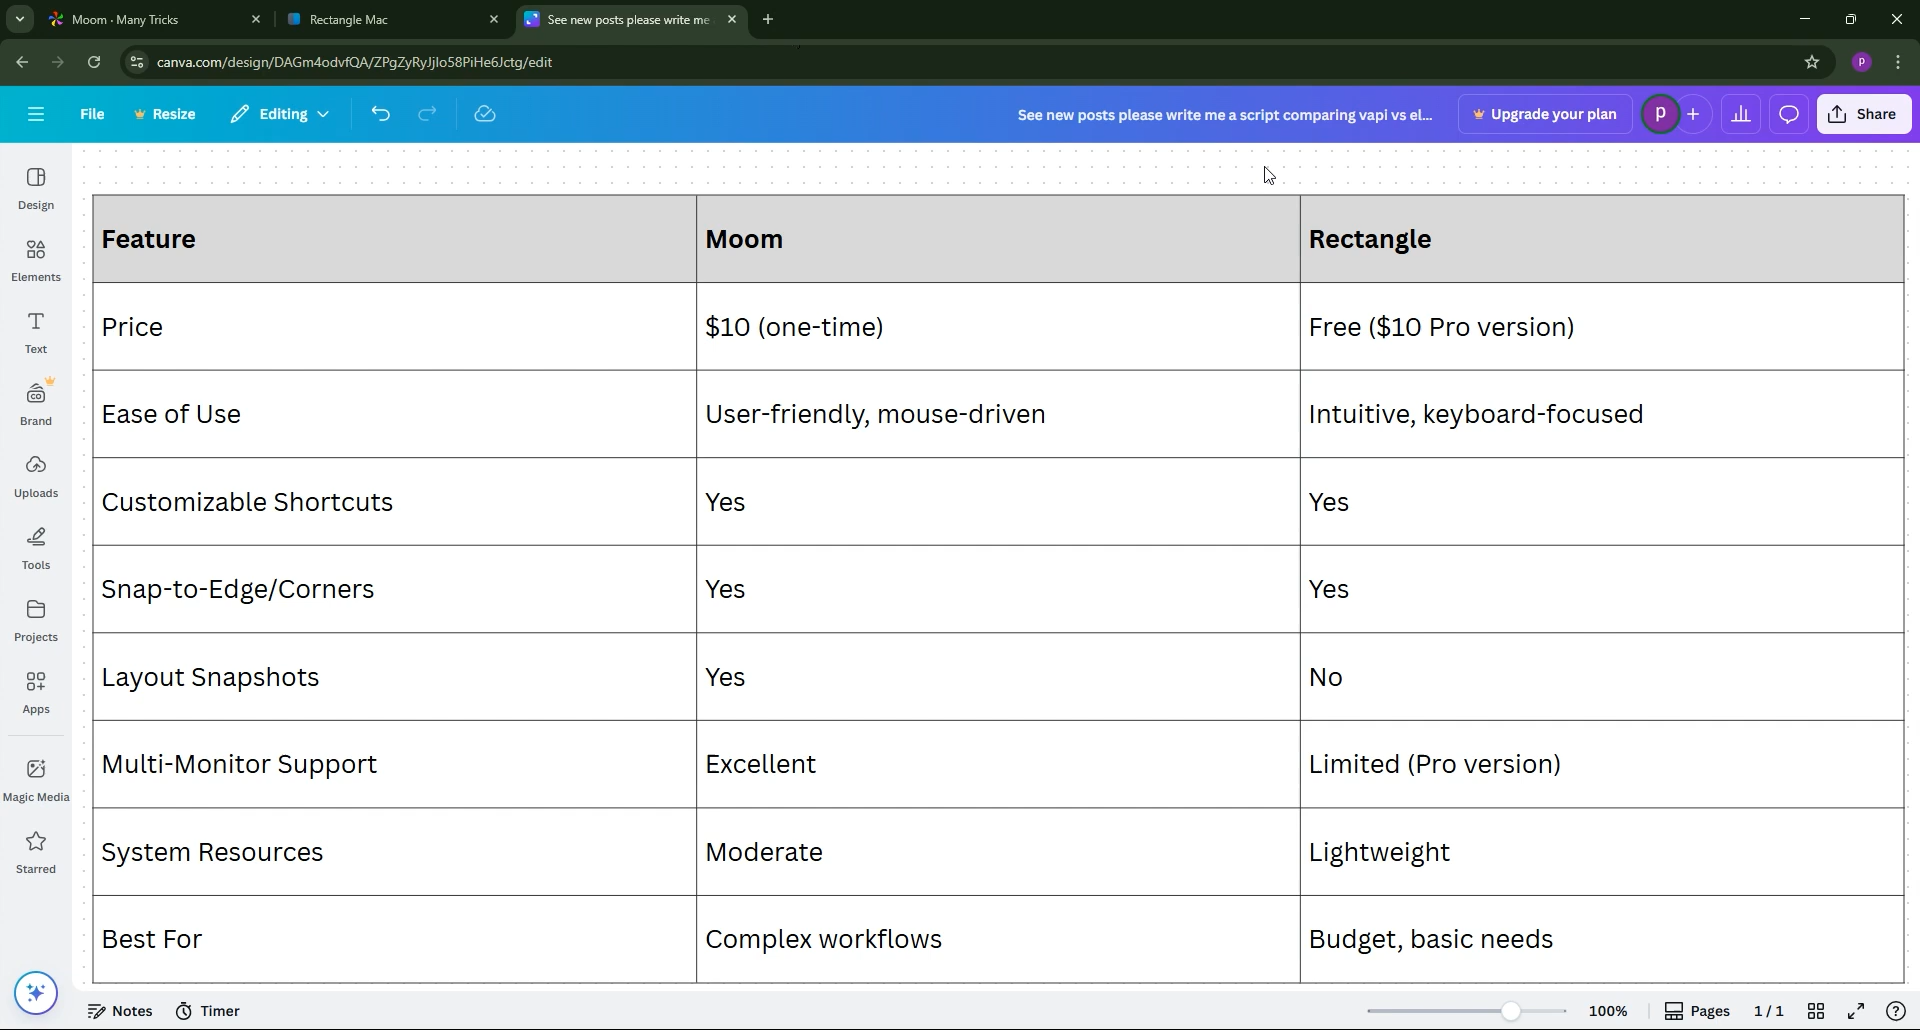 Moom · Many Tricks
Rectangle Mac
See new posts please write me
canva.com/design/DAGm4odvfQA/ZPgZyRyJjlo58PiHe6Jctg/edit
P
File
Resize
Editing
See new posts please write me a script comparing vapi vs el...
Upgrade your plan
P
Share
Design
Elements
Text
Brand
Uploads
Tools
Projects
Apps
Magic Media
Starred
Feature Moom Rectangle
Price $10 (one-time) Free ($10 Pro version)
Ease of Use User-friendly, mouse-driven Intuitive, keyboard-focused
Customizable Shortcuts Yes Yes
Snap-to-Edge/Corners Yes Yes
Layout Snapshots Yes No
Multi-Monitor Support Excellent Limited (Pro version)
System Resources Moderate Lightweight
Best For Complex workflows Budget, basic needs
Notes Timer 100% Pages 1 / 1